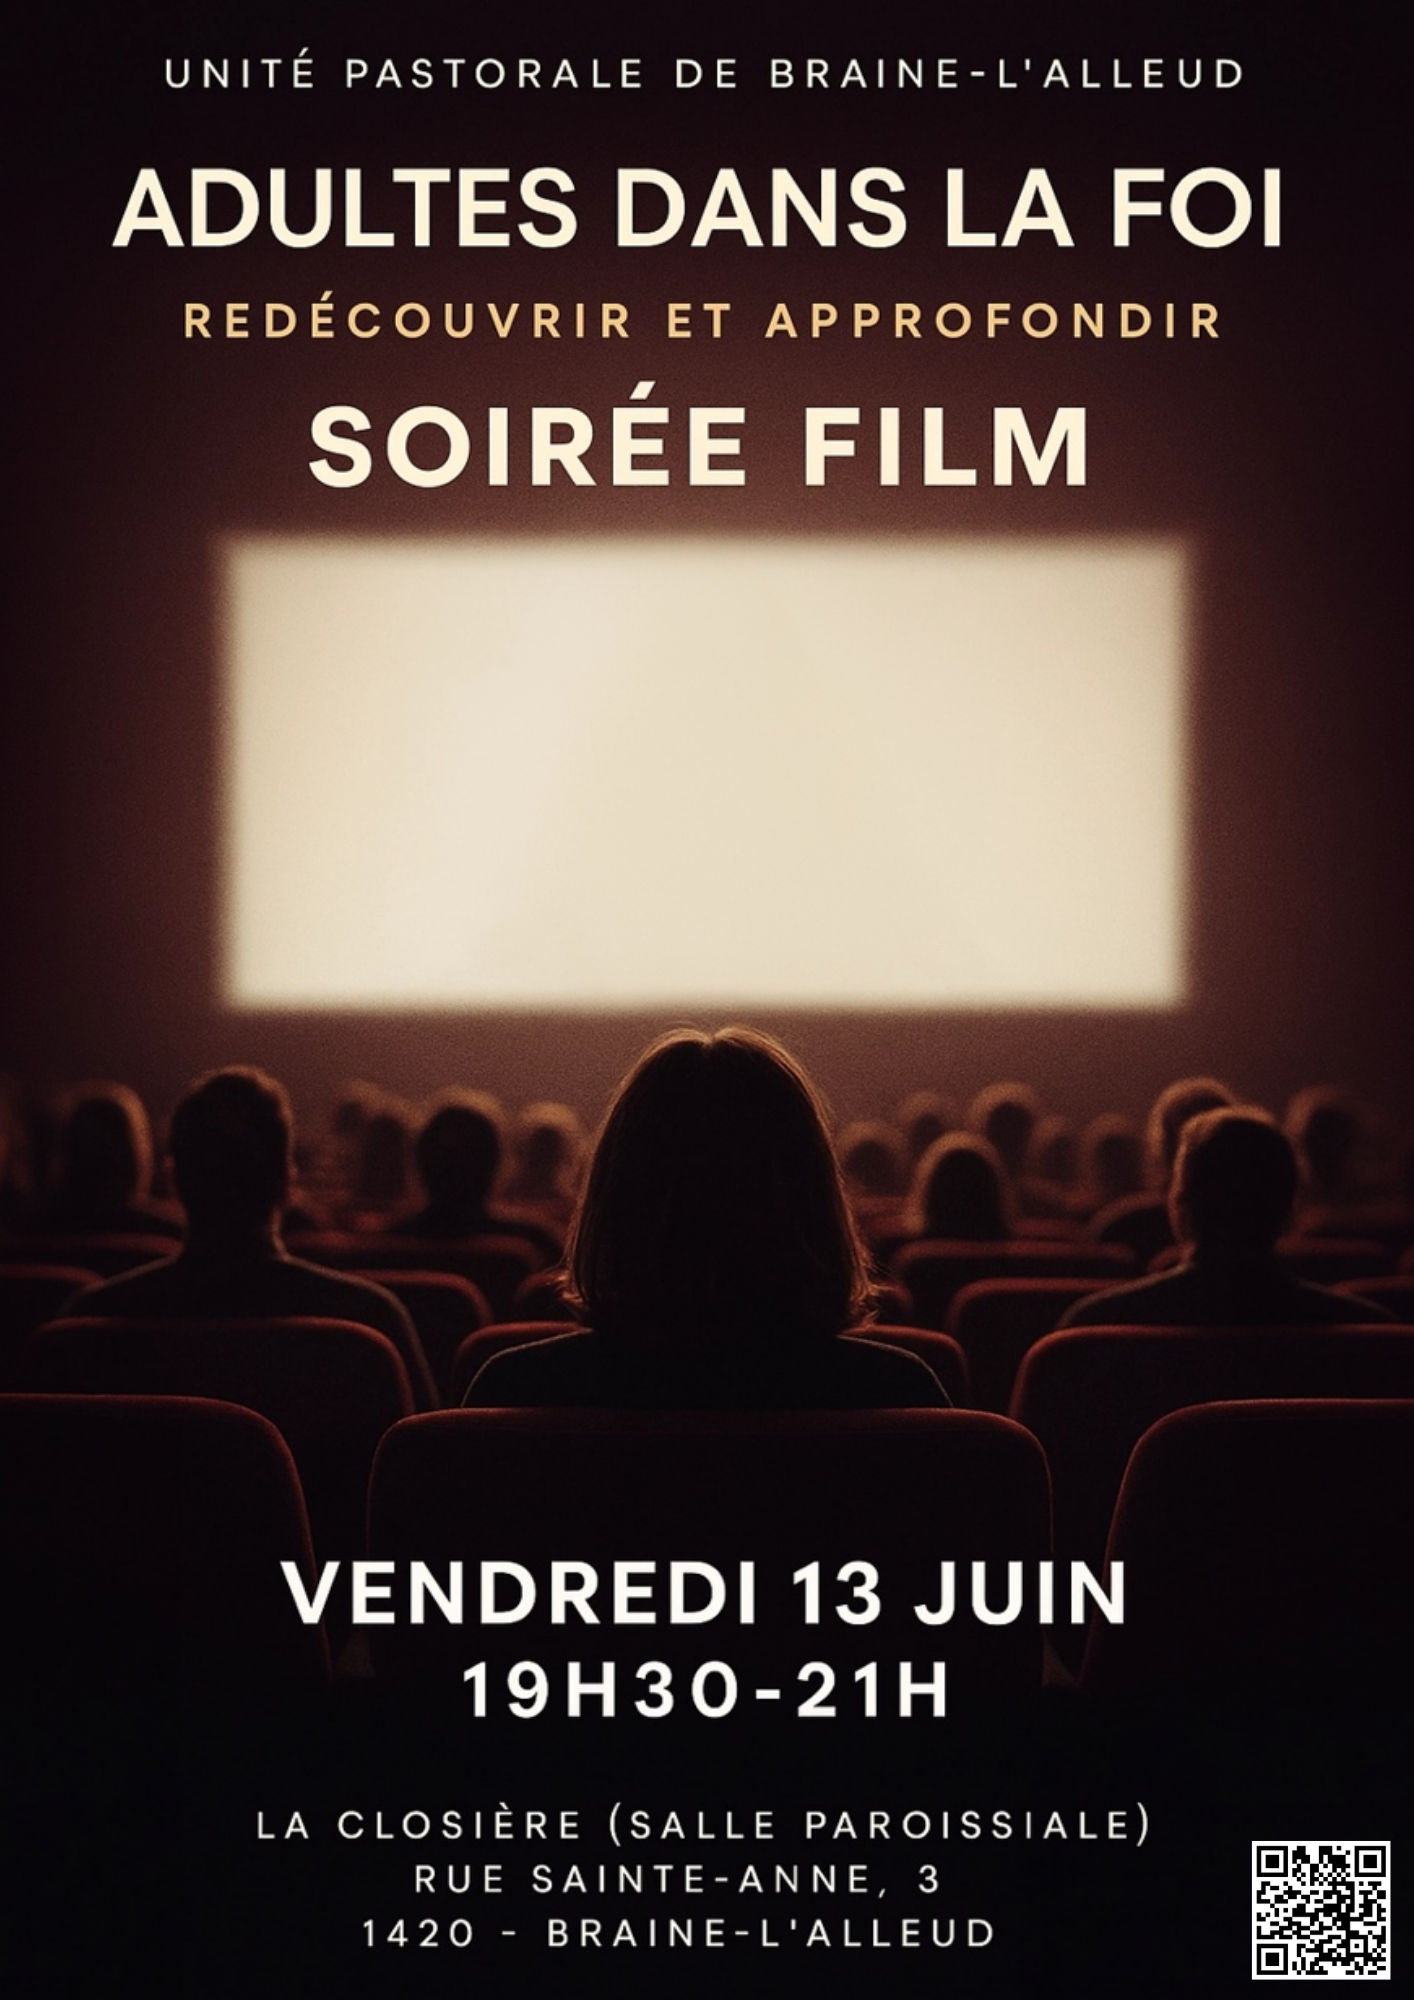 UNITÉ PASTORALE DE BRAINE-L'ALLEUD
ADULTES DANS LA FOI
REDÉCOUVRIR ET APPROFONDIR
SOIRÉE FILM
VENDREDI 13 JUIN
19H30-21H
LA CLOSIÈRE (SALLE PAROISSIALE)
RUE SAINTE-ANNE, 3
1420 - BRAINE-L'ALLEUD